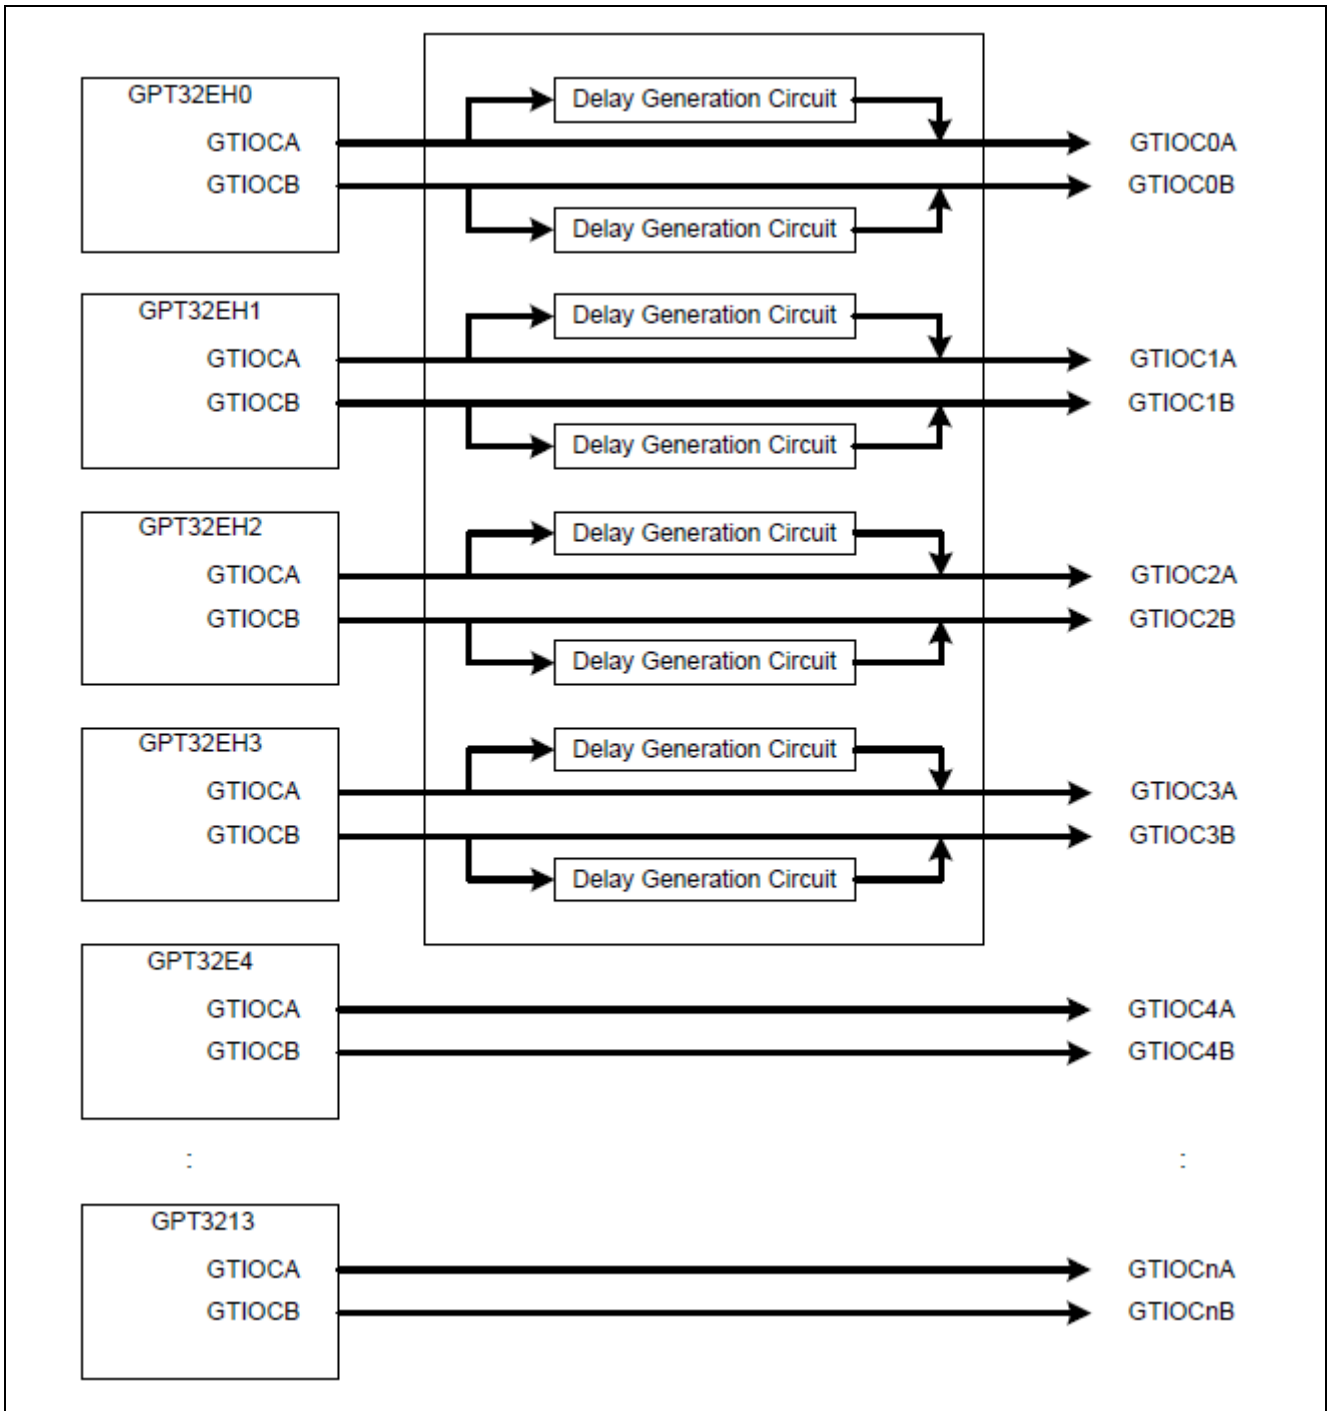 GPT32EH0
Delay Generation Circuit
GTIOCA
GTIOC0A
GTIOCB
GTIOC0B
Delay Generation Circuit
GPT32EH1
Delay Generation Circuit
GTIOCA
GTIOC1A
GTIOCB
GTIOC1B
Delay Generation Circuit
GPT32EH2
Delay Generation Circuit
GTIOCA
GTIOC2A
GTIOCB
GTIOC2B
Delay Generation Circuit
GPT32EH3
Delay Generation Circuit
GTIOCA
GTIOC3A
GTIOCB
GTIOC3B
Delay Generation Circuit
GPT32E4
GTIOCA
GTIOC4A
GTIOCB
GTIOC4B
:
:
GPT3213
GTIOCA
GTIOCnA
GTIOCB
GTIOCnB